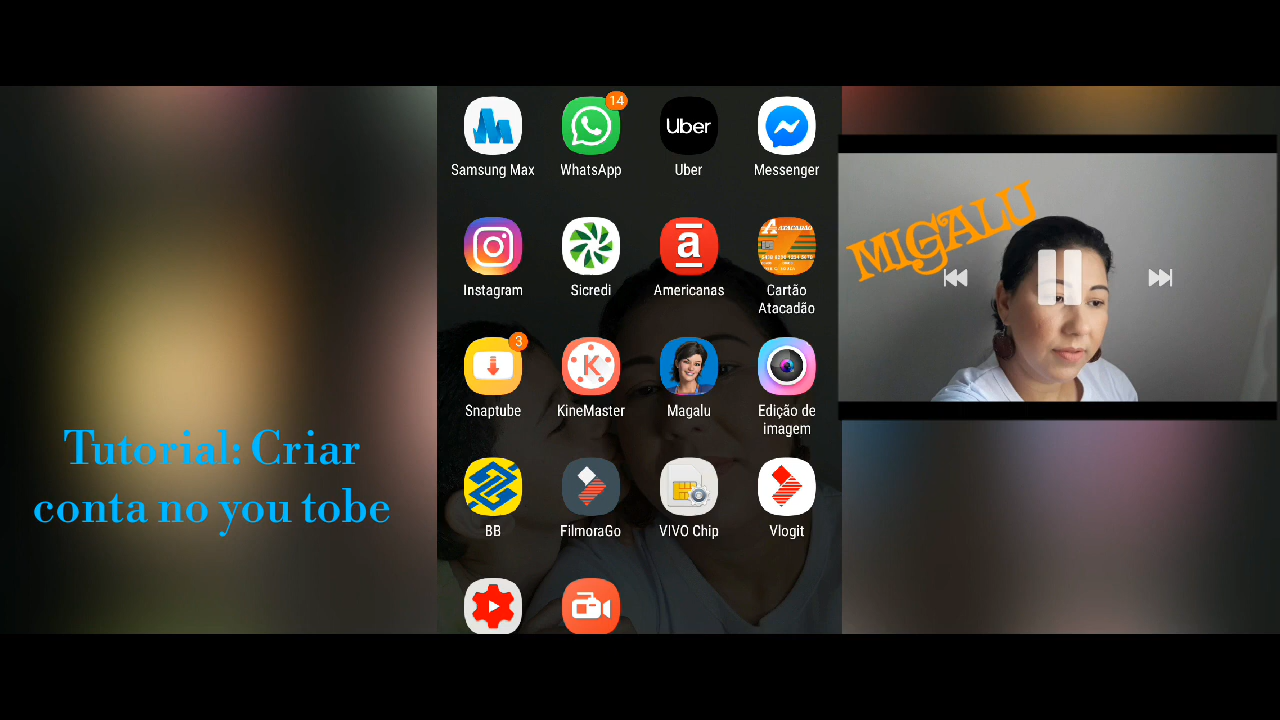 Tutorial: Criar
conta no you tobe
14
Samsung Max
WhatsApp
Uber
Uber
Messenger
Instagram
Sicredi
a
Americanas
Cartão
Atacadão
3
Snaptube
K
KineMaster
Magalu
Edição de
imagem
BB
FilmoraGo
VIVO Chip
Vlogit
MIGALU